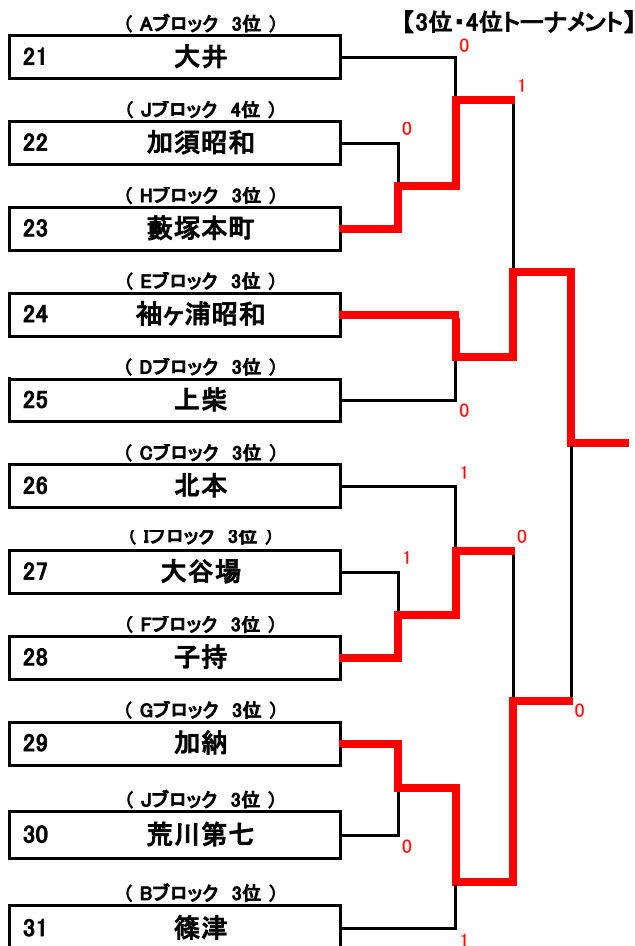 【3位・4位トーナメント】
( Aブロック 3位 )
21 大井
0
1
( Jブロック 4位 )
22 加須昭和
0
( Hブロック 3位 )
23 藪塚本町
( Eブロック 3位 )
24 袖ヶ浦昭和
( Dブロック 3位 )
25 上柴
0
( Cブロック 3位 )
26 北本
1
0
( Iブロック 3位 )
27 大谷場
1
( Fブロック 3位 )
28 子持
( Gブロック 3位 )
29 加納
0
( Jブロック 3位 )
30 荒川第七
0
( Bブロック 3位 )
31 篠津
1